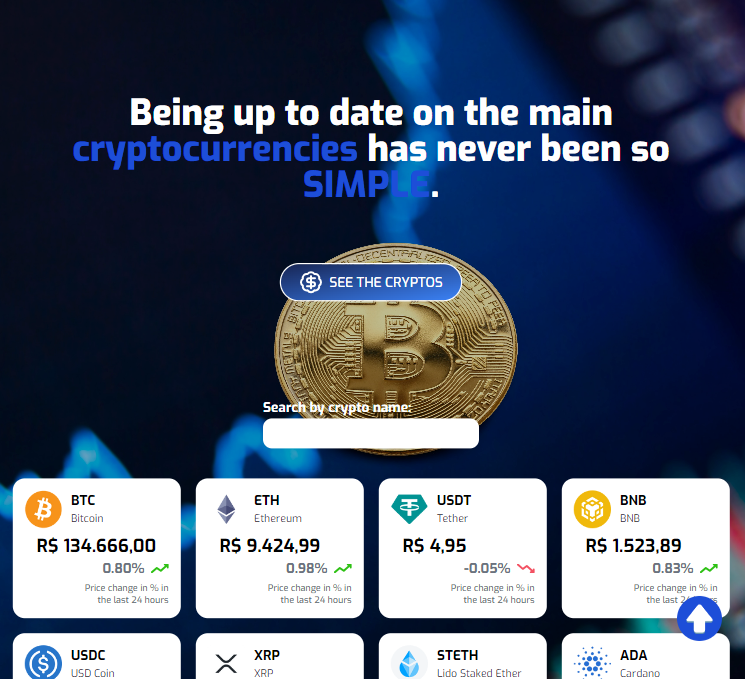 Being up to date on the main
cryptocurrencies has never been so
SIMPLE.
SEE THE CRYPTOS
Search by crypto name:
BTC
Bitcoin
R$ 134.666,00
0.80%
Price change in % in
the last 24 hours
ETH
Ethereum
R$ 9.424,99
0.98%
Price change in % in
the last 24 hours
USDT
Tether
R$ 4,95
-0.05%
Price change in % in
the last 24 hours
BNB
BNB
R$ 1.523,89
0.83%
Price change in % in
the last 24 hours
USDC
USD Coin
XRP
XRP
STETH
Lido Staked Ether
ADA
Cardano